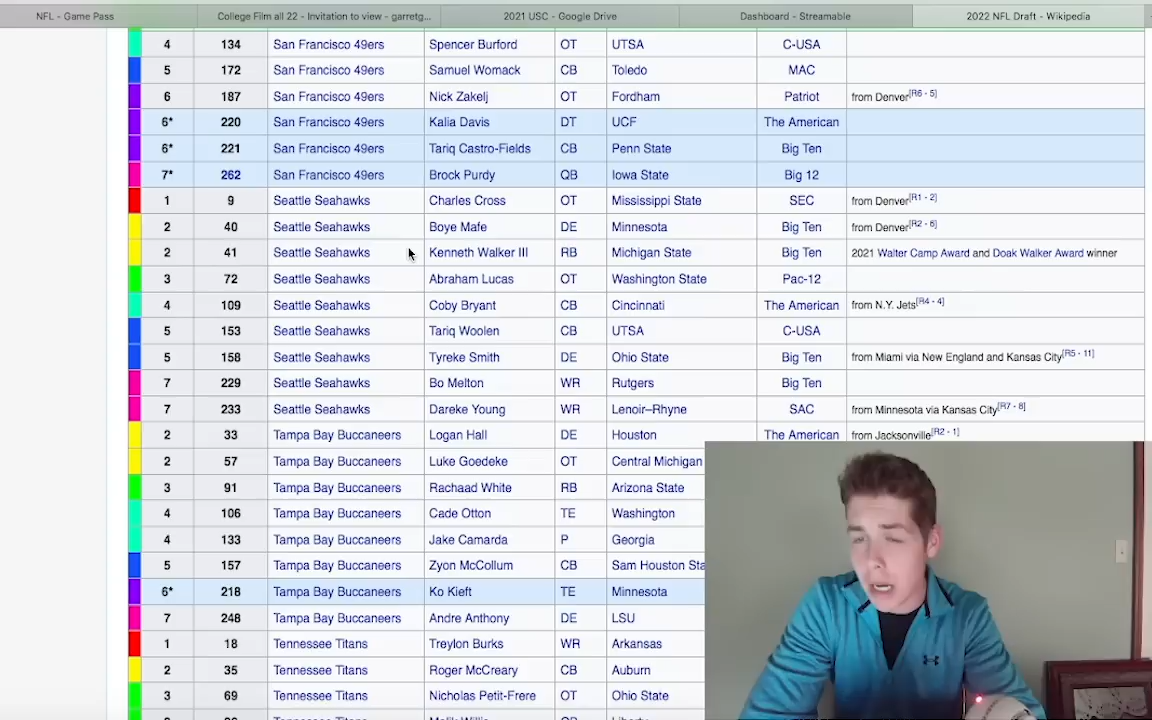 NFL - Game Pass College Film all 22 - Invitation to view - garretg... 2021 USC - Google Drive Dashboard - Streamable 2022 NFL Draft - Wikipedia
4 134 San Francisco 49ers Spencer Burford OT UTSA C-USA
5 172 San Francisco 49ers Samuel Womack CB Toledo MAC
6 187 San Francisco 49ers Nick Zakelj OT Fordham Patriot from Denver[R6 - 5]
6* 220 San Francisco 49ers Kalia Davis DT UCF The American
6* 221 San Francisco 49ers Tariq Castro-Fields CB Penn State Big Ten
7* 262 San Francisco 49ers Brock Purdy QB Iowa State Big 12
1 9 Seattle Seahawks Charles Cross OT Mississippi State SEC from Denver[R1 - 2]
2 40 Seattle Seahawks Boye Mafe DE Minnesota Big Ten from Denver[R2 - 6]
2 41 Seattle Seahawks Kenneth Walker III RB Michigan State Big Ten 2021 Walter Camp Award and Doak Walker Award winner
3 72 Seattle Seahawks Abraham Lucas OT Washington State Pac-12
4 109 Seattle Seahawks Coby Bryant CB Cincinnati The American from N.Y. Jets[R4 - 4]
5 153 Seattle Seahawks Tariq Woolen CB UTSA C-USA
5 158 Seattle Seahawks Tyreke Smith DE Ohio State Big Ten from Miami via New England and Kansas City[R5 - 11]
7 229 Seattle Seahawks Bo Melton WR Rutgers Big Ten
7 233 Seattle Seahawks Dareke Young WR Lenoir–Rhyne SAC from Minnesota via Kansas City[R7 - 8]
2 33 Tampa Bay Buccaneers Logan Hall DE Houston The American from Jacksonville[R2 - 1]
2 57 Tampa Bay Buccaneers Luke Goedeke OT Central Michigan
3 91 Tampa Bay Buccaneers Rachaad White RB Arizona State
4 106 Tampa Bay Buccaneers Cade Otton TE Washington
4 133 Tampa Bay Buccaneers Jake Camarda P Georgia
5 157 Tampa Bay Buccaneers Zyon McCollum CB Sam Houston Sta
6* 218 Tampa Bay Buccaneers Ko Kieft TE Minnesota
7 248 Tampa Bay Buccaneers Andre Anthony DE LSU
1 18 Tennessee Titans Treylon Burks WR Arkansas
2 35 Tennessee Titans Roger McCreary CB Auburn
3 69 Tennessee Titans Nicholas Petit-Frere OT Ohio State